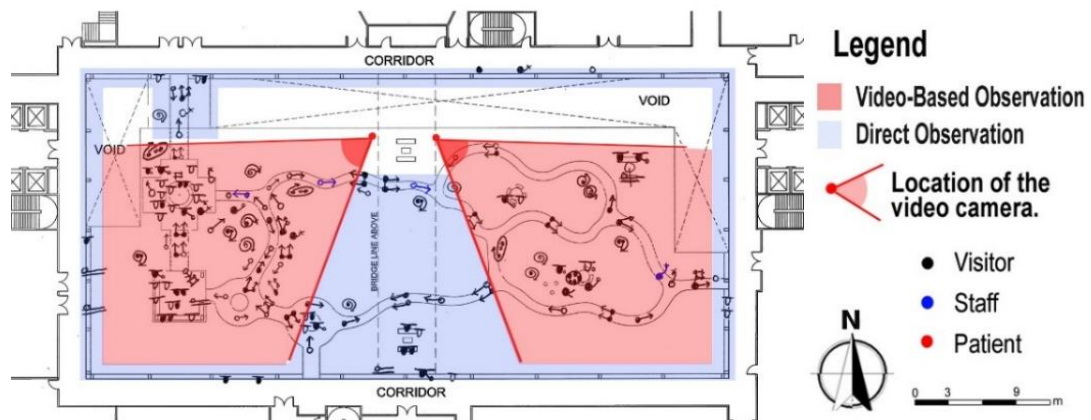 CORRIDOR
VOID
VOID
BRIDGE LINE ABOVE
CORRIDOR
Legend
Video-Based Observation
Direct Observation
Location of the
video camera.
Visitor
Staff
Patient
N
0 3 9
m